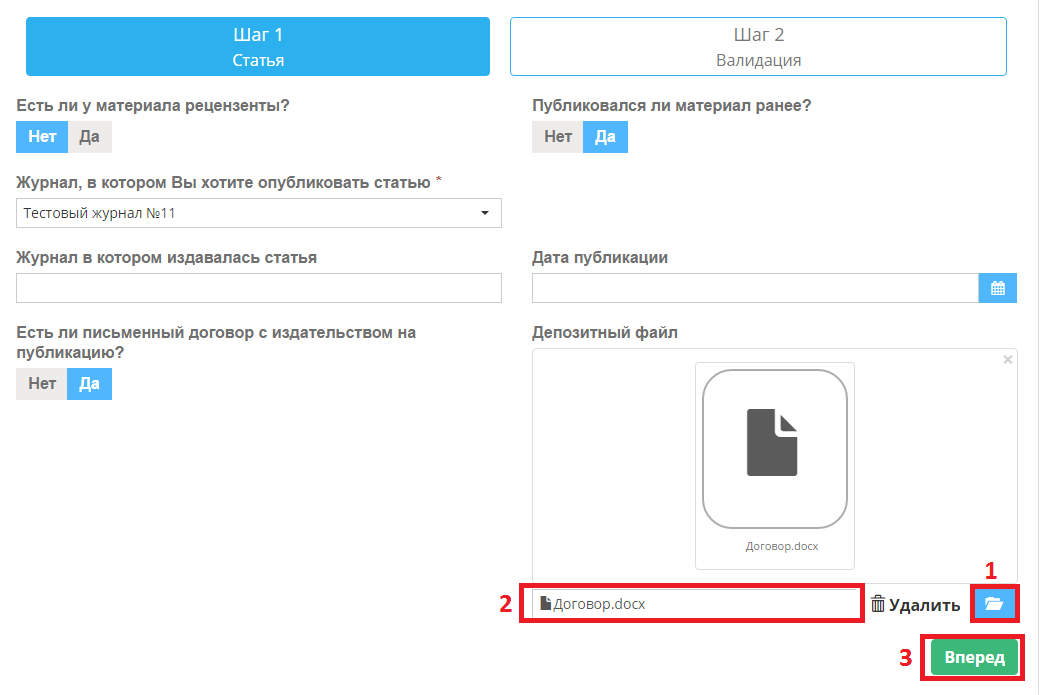 Шаг 1
Статья
Шаг 2
Валидация
Есть ли у материала рецензенты?
Нет Да
Публиковался ли материал ранее?
Нет Да
Журнал, в котором Вы хотите опубликовать статью *
Тестовый журнал №11
Журнал в котором издавалась статья
Дата публикации
Есть ли письменный договор с издательством на
публикацию?
Нет Да
Депозитный файл
×
Договор.docx
1
2 Договор.docx Удалить
3 Вперед